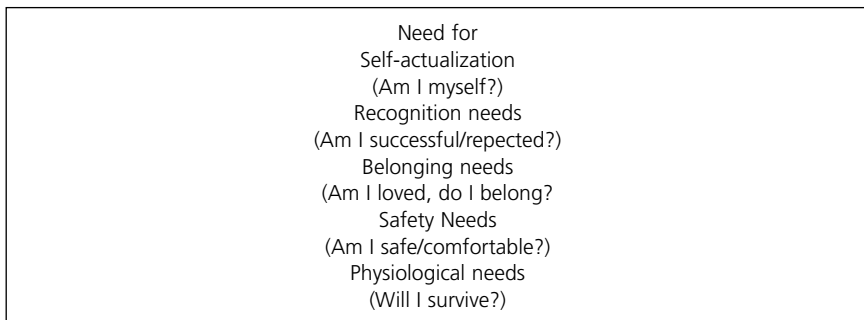 Need for
Self-actualization
(Am I myself?)
Recognition needs
(Am I successful/repected?)
Belonging needs
(Am I loved, do I belong?
Safety Needs
(Am I safe/comfortable?)
Physiological needs
(Will I survive?)